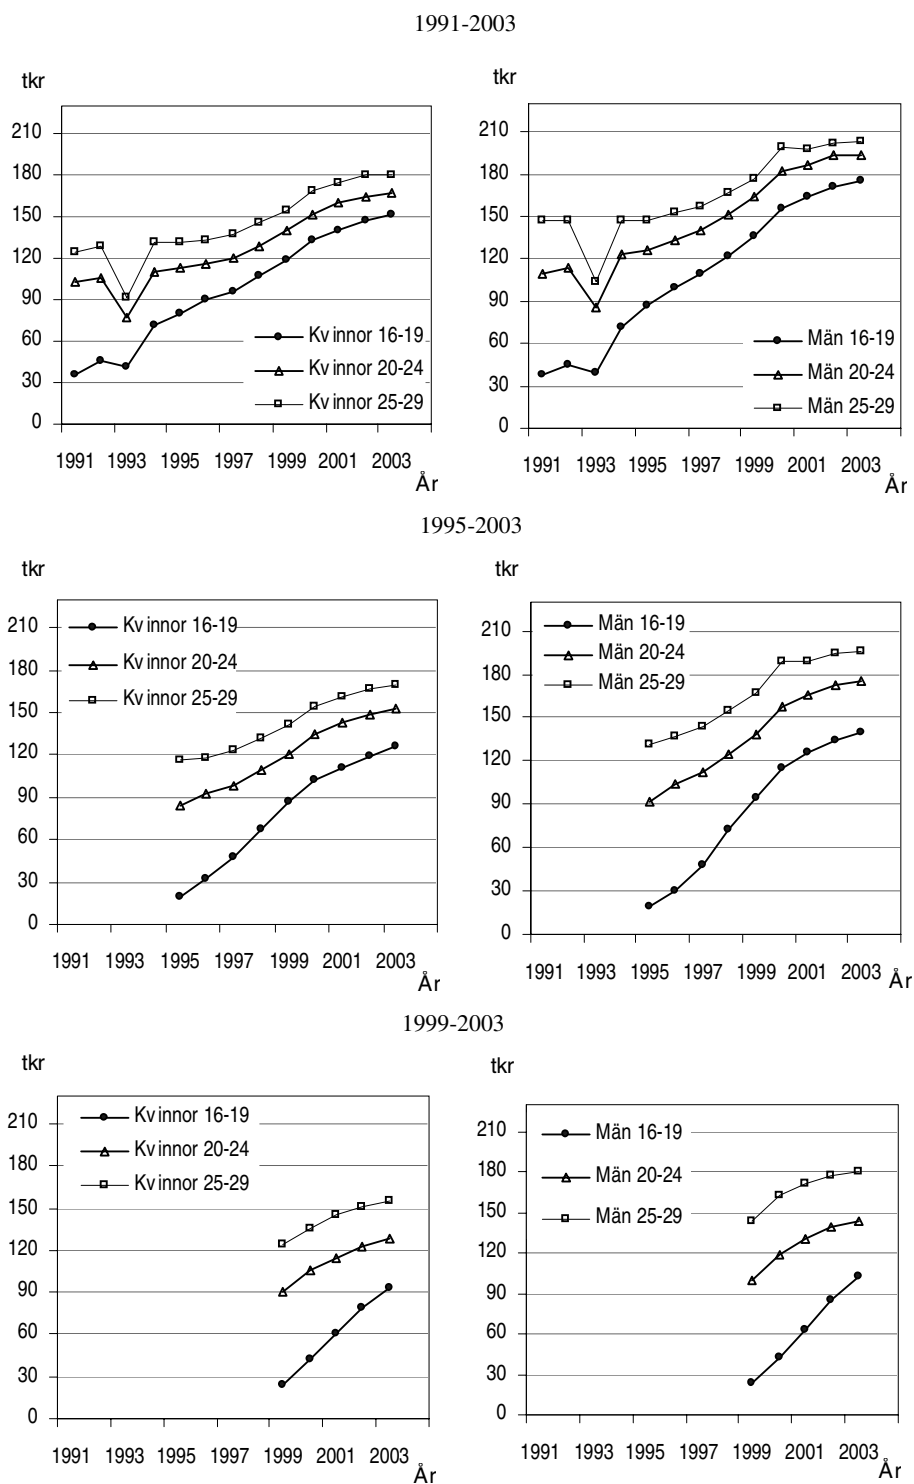 1991-2003
tkr
210
180
150
120
90
60
30
0
Kvinnor 16-19
Kvinnor 20-24
Kvinnor 25-29
1991 1993 1995 1997 1999 2001 2003
År
tkr
210
180
150
120
90
60
30
0
Män 16-19
Män 20-24
Män 25-29
1991 1993 1995 1997 1999 2001 2003
År
1995-2003
tkr
210
180
150
120
90
60
30
0
Kvinnor 16-19
Kvinnor 20-24
Kvinnor 25-29
1991 1993 1995 1997 1999 2001 2003
År
tkr
210
180
150
120
90
60
30
0
Män 16-19
Män 20-24
Män 25-29
1991 1993 1995 1997 1999 2001 2003
År
1999-2003
tkr
210
180
150
120
90
60
30
0
Kvinnor 16-19
Kvinnor 20-24
Kvinnor 25-29
1991 1993 1995 1997 1999 2001 2003
År
tkr
210
180
150
120
90
60
30
0
Män 16-19
Män 20-24
Män 25-29
1991 1993 1995 1997 1999 2001 2003
År